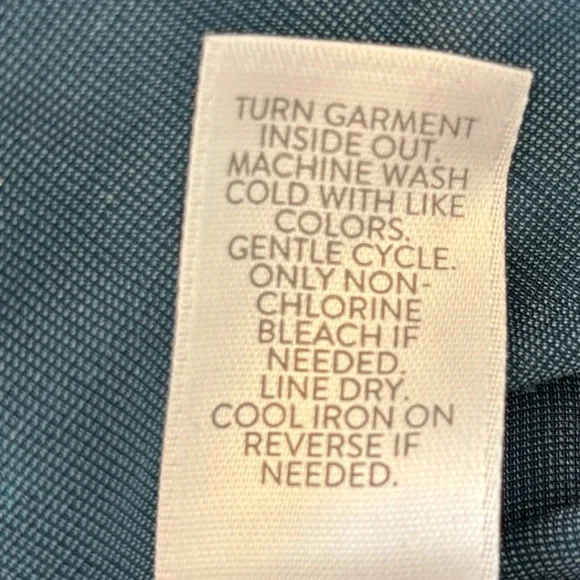 TURN GARMENT
INSIDE OUT.
MACHINE WASH
COLD WITH LIKE
COLORS.
GENTLE CYCLE.
ONLY NON-
CHLORINE
BLEACH IF
NEEDED.
LINE DRY.
COOL IRON ON
REVERSE IF
NEEDED.